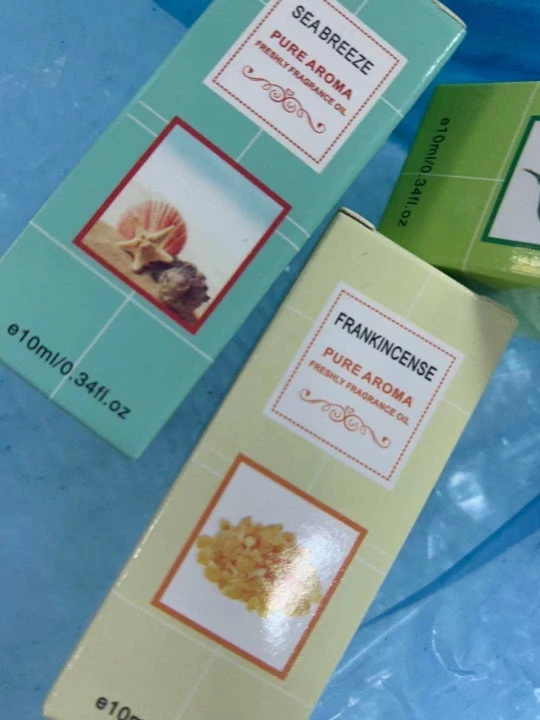 SEA BREEZE
PURE AROMA
FRESHLY FRAGRANCE OIL
e10ml/0.34fl.oz
e10ml/0.34fl.oz
FRANKINCENSE
PURE AROMA
FRESHLY FRAGRANCE OIL